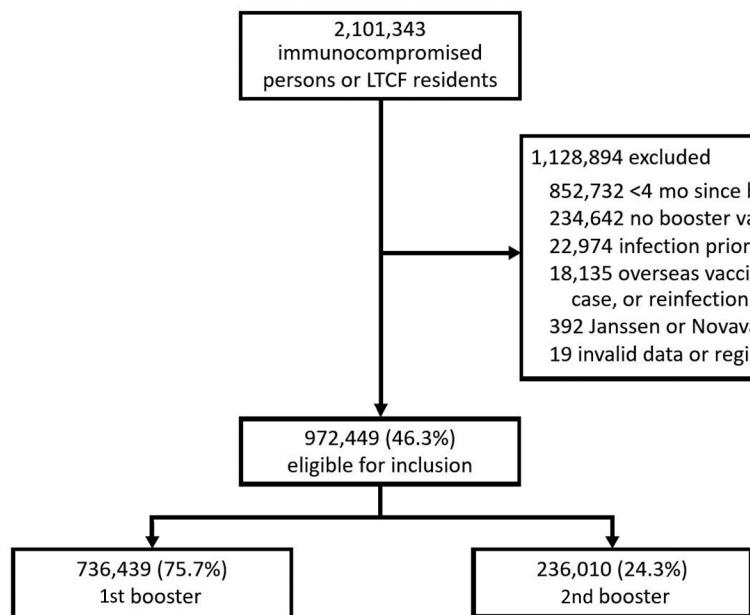 2,101,343
immunocompromised
persons or LTCF residents
1,128,894 excluded
852,732 <4 mo since
234,642 no booster
22,974 infection prior
18,135 overseas
case, or reinfection
392 Janssen or
19 invalid data or
972,449 (46.3%)
eligible for inclusion
736,439 (75.7%)
1st booster
236,010 (24.3%)
2nd booster